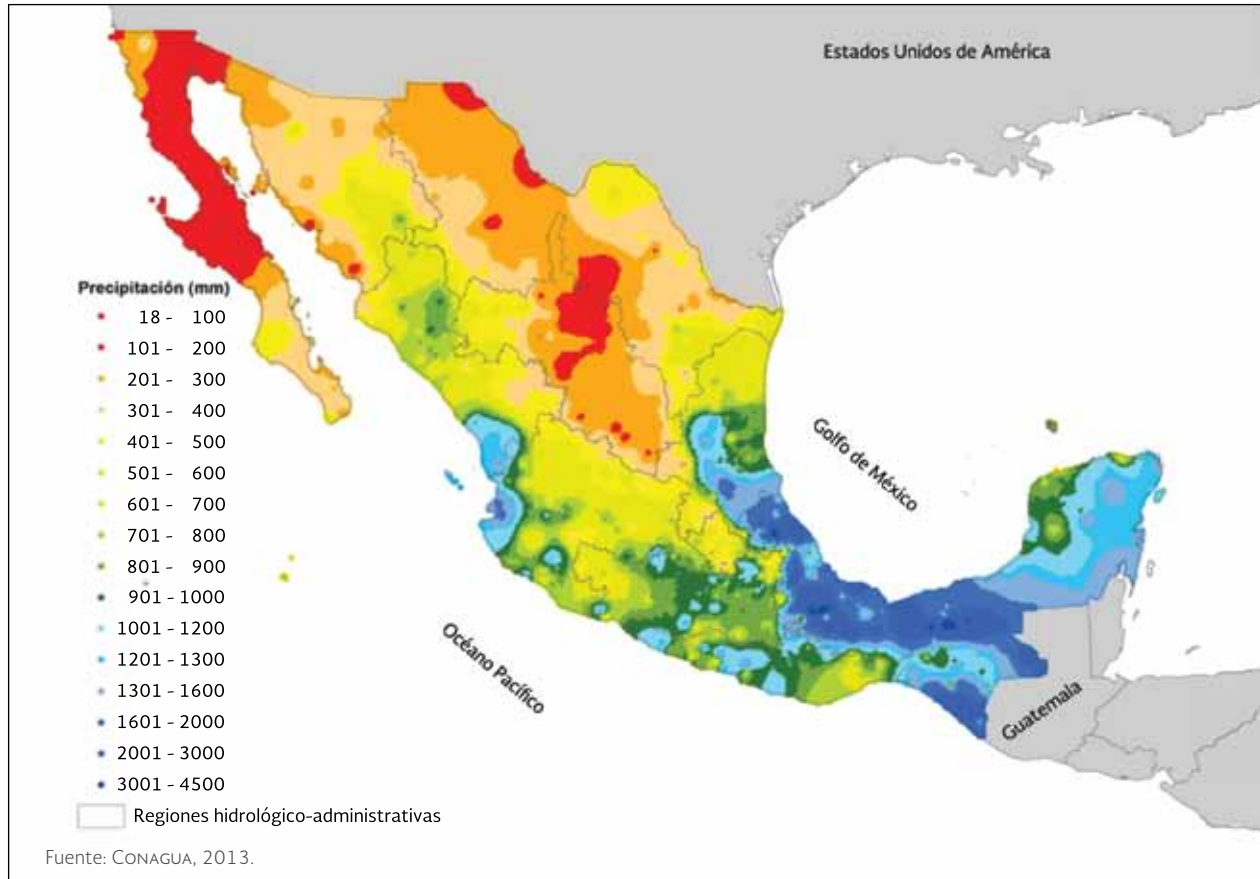 Estados Unidos de América
Precipitación (mm)
18 - 100
101 - 200
201 - 300
301 - 400
401 - 500
501 - 600
601 - 700
701 - 800
801 - 900
901 - 1000
1001 - 1200
1201 - 1300
1301 - 1600
1601 - 2000
2001 - 3000
3001 - 4500
Regiones hidrológico-administrativas
Golfo de México
Océano Pacífico
Guatemala
Fuente: CONAGUA, 2013.